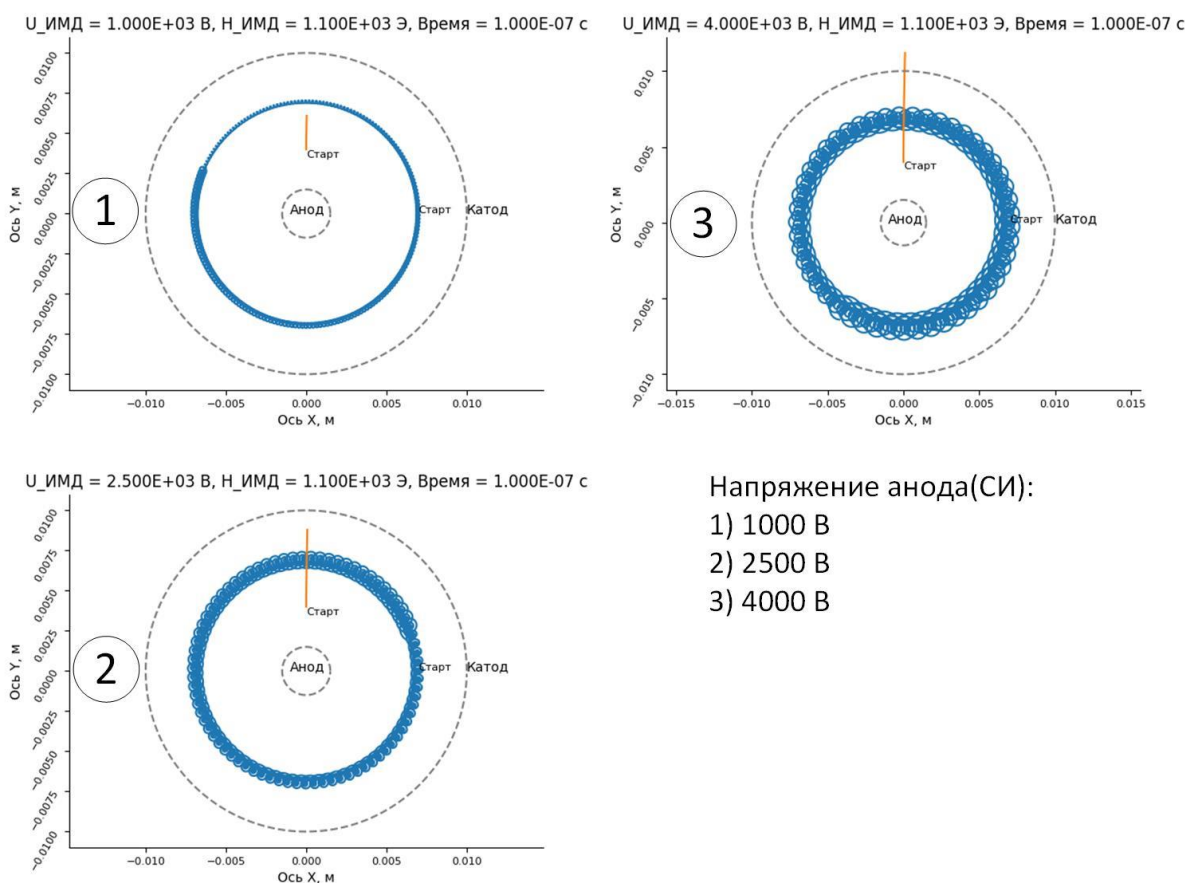 U_ИМД = 1.000E+03 В, H_ИМД = 1.100E+03 Э, Время = 1.000E-07 с
0.0100
0.0075
0.0050
0.0025
0.0000
−0.0025
−0.0050
−0.0075
−0.0100
Ось Y, м
1
Старт
Анод
Старт
Катод
−0.010
−0.005
0.000
0.005
0.010
Ось X, м
U_ИМД = 4.000E+03 В, H_ИМД = 1.100E+03 Э, Время = 1.000E-07 с
0.010
0.005
0.000
−0.005
−0.010
Ось Y, м
3
Старт
Анод
Старт
Катод
−0.015
−0.010
−0.005
0.000
0.005
0.010
0.015
Ось X, м
U_ИМД = 2.500E+03 В, H_ИМД = 1.100E+03 Э, Время = 1.000E-07 с
0.0100
0.0075
0.0050
0.0025
0.0000
−0.0025
−0.0050
−0.0075
−0.0100
Ось Y, м
2
Старт
Анод
Старт
Катод
−0.010
−0.005
0.000
0.005
0.010
Ось X, м
Напряжение анода(СИ):
1) 1000 В
2) 2500 В
3) 4000 В